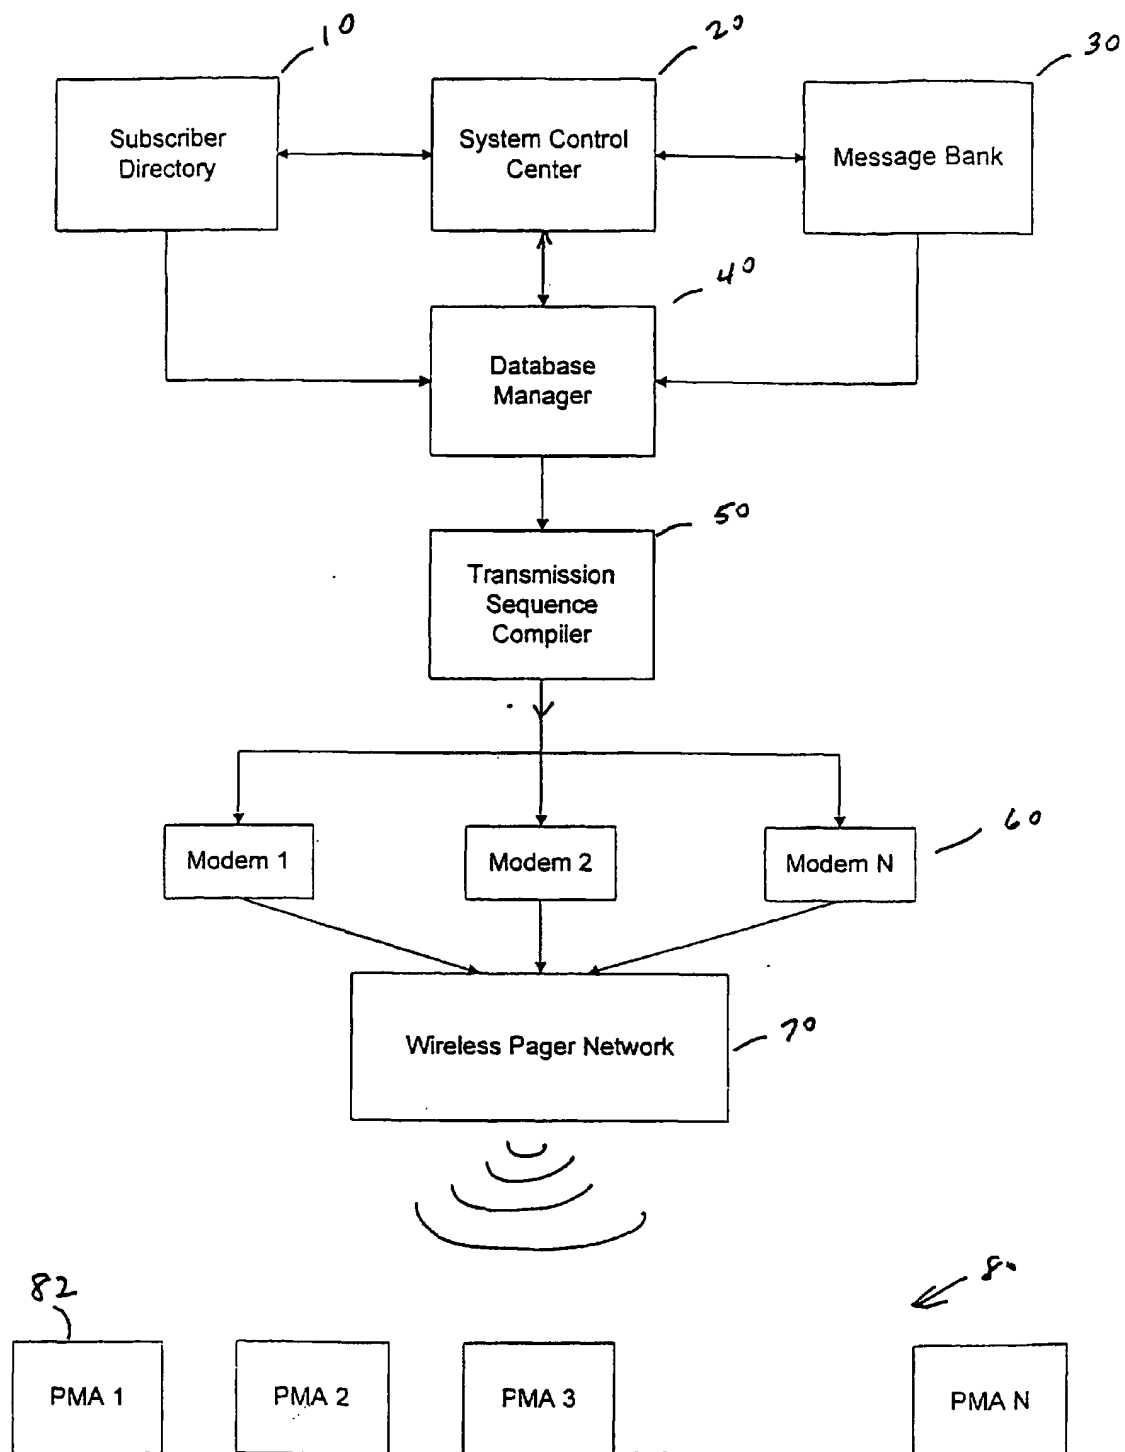 10
20
30
Subscriber
Directory
System Control
Center
Message Bank
40
Database
Manager
50
Transmission
Sequence
Compiler
60
Modem 1
Modem 2
Modem N
70
Wireless Pager Network
80
82
PMA 1
PMA 2
PMA 3
PMA N